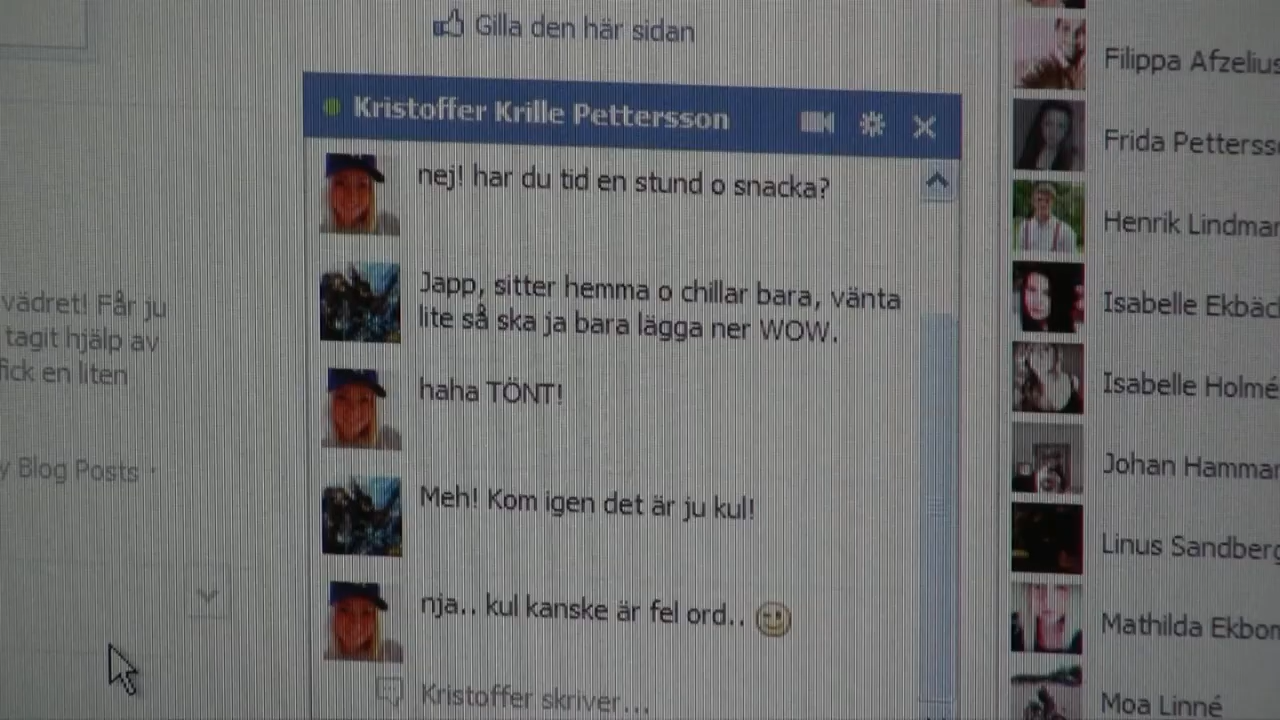 Gilla den här sidan
Kristoffer Krille Pettersson
nej! har du tid en stund o snacka?
Japp, sitter hemma o chillar bara, vänta
lite så ska ja bara lägga ner WOW.
haha TÖNT!
Meh! Kom igen det är ju kul!
nja.. kul kanske är fel ord..
Kristoffer skriver...
vädret! Får ju
tagit hjälp av
fick en liten
y Blog Posts ·
Filippa Afzelius
Frida Petterss
Henrik Lindmar
Isabelle Ekbäc
Isabelle Holmé
Johan Hammar
Linus Sandberg
Mathilda Ekbom
Moa Linné